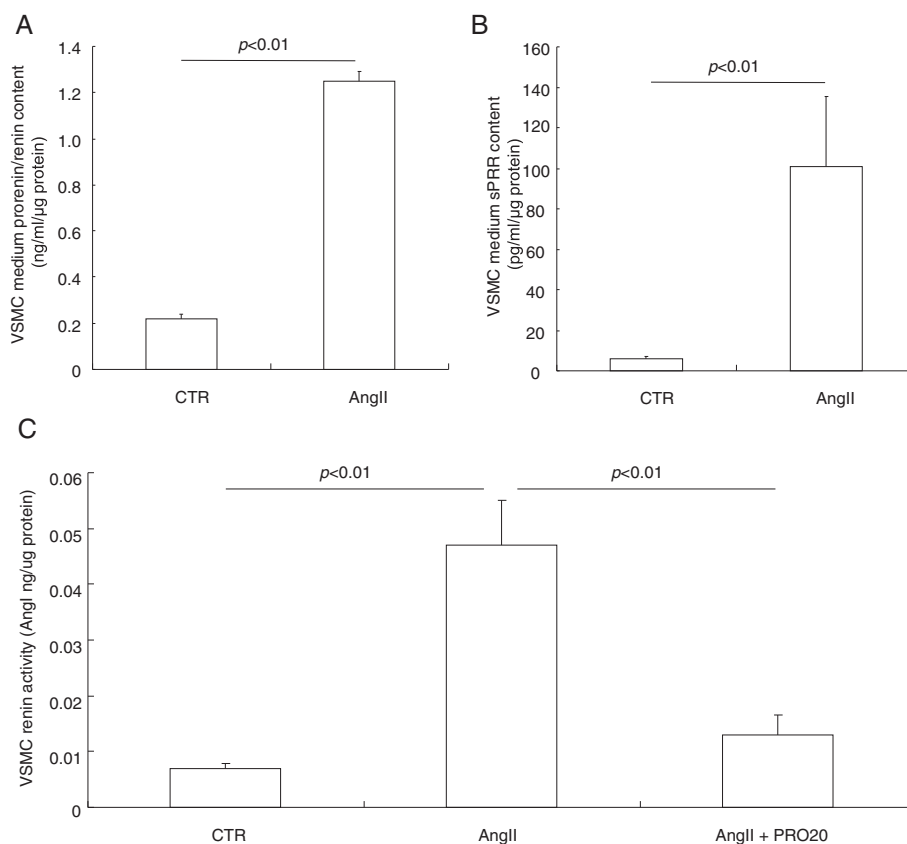 A
p<0.01
VSMC medium prorenin/renin content
(ng/ml/µg protein)
1.4
1.2
1.0
0.8
0.6
0.4
0.2
0
CTR
AngII
B
p<0.01
VSMC medium sPRR content
(pg/ml/µg protein)
160
140
120
100
80
60
40
20
0
CTR
AngII
C
p<0.01
p<0.01
VSMC renin activity (AngI ng/ug protein)
0.06
0.05
0.04
0.03
0.02
0.01
0
CTR
AngII
AngII + PRO20